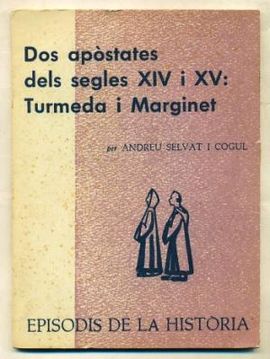 Dos apòstates
dels segles XIV i XV:
Turmeda i Marginet
per ANDREU SELVAT I COGUL
EPISODIS DE LA HISTÒRIA